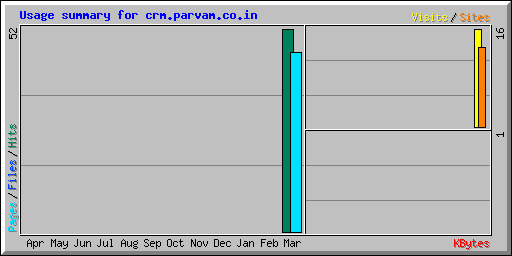 Usage summary for crm.parvam.co.in
Visits / Sites
52
16
1
Pages / Files / Hits
Apr May Jun Jul Aug Sep Oct Nov Dec Jan Feb Mar
KBytes